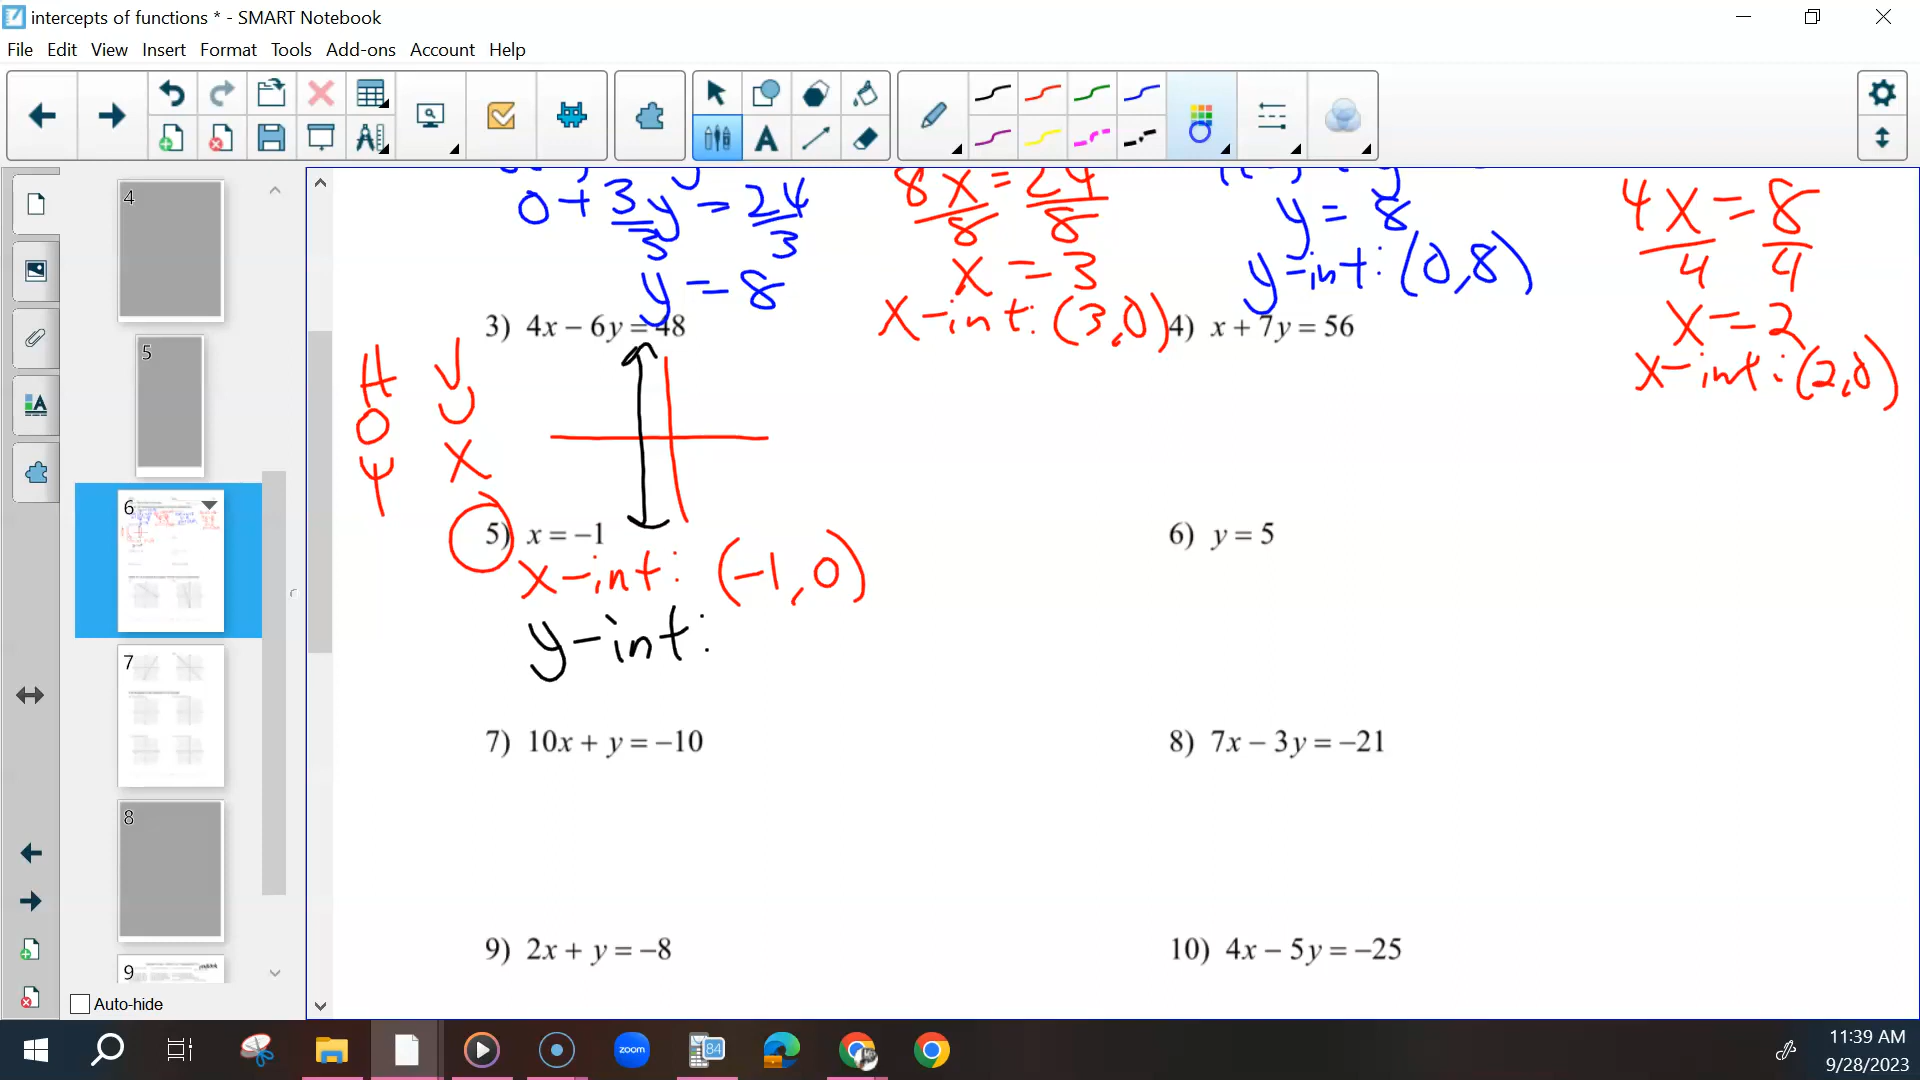 intercepts of functions * - SMART Notebook
File Edit View Insert Format Tools Add-ons Account Help
4
5
6
7
8
9
Auto-hide
0 + 3y = 24
3 3
y = 8
8x = 24
8 8
x = 3
x-int: (3,0)
y = 8
y-int: (0,8)
4x = 8
4 4
x = 2
x-int: (2,0)
3) 4x – 6y = 48
4) x + 7y = 56
H V
O U
Y X
5) x = –1
x-int: (-1,0)
y-int:
6) y = 5
7) 10x + y = –10
8) 7x – 3y = –21
9) 2x + y = –8
10) 4x – 5y = –25
zoom
84
11:39 AM
9/28/2023